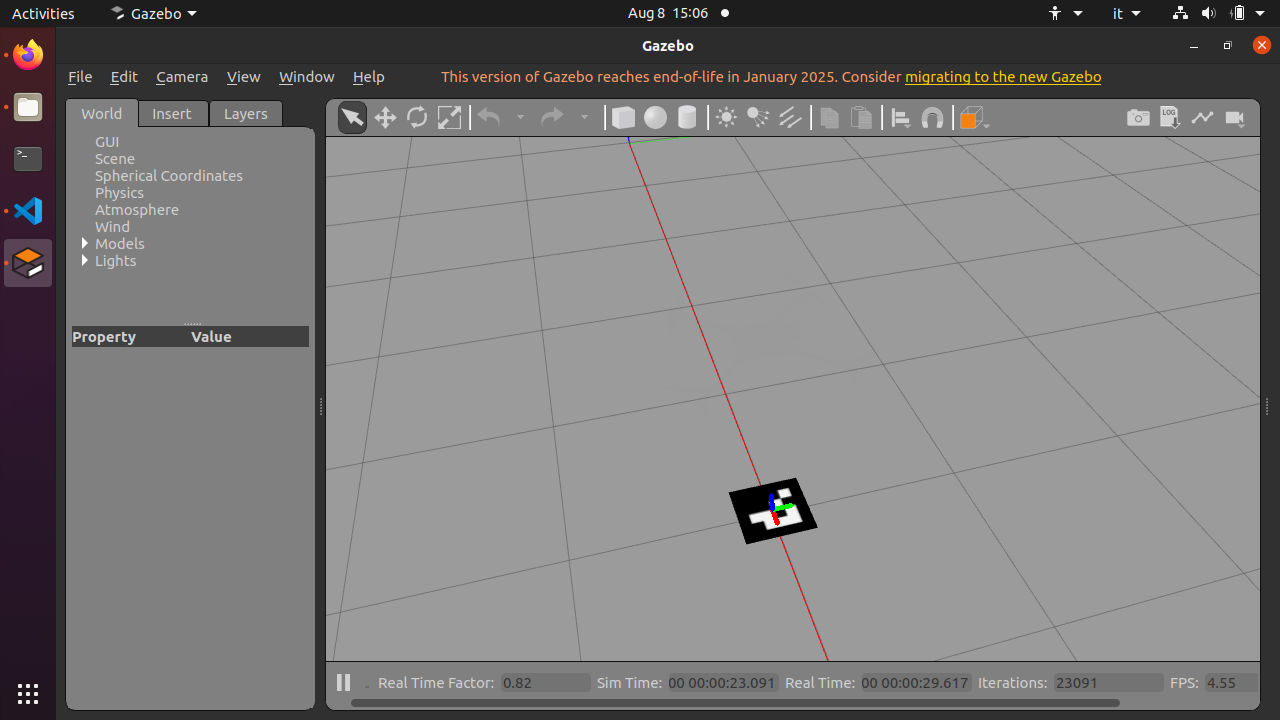 Activities Gazebo Aug 8 15:06 it
Gazebo
File Edit Camera View Window Help This version of Gazebo reaches end-of-life in January 2025. Consider migrating to the new Gazebo
World Insert Layers
LOG
GUI
Scene
Spherical Coordinates
Physics
Atmosphere
Wind
Models
Lights
Property Value
Real Time Factor: 0.82 Sim Time: 00 00:00:23.091 Real Time: 00 00:00:29.617 Iterations: 23091 FPS: 4.55